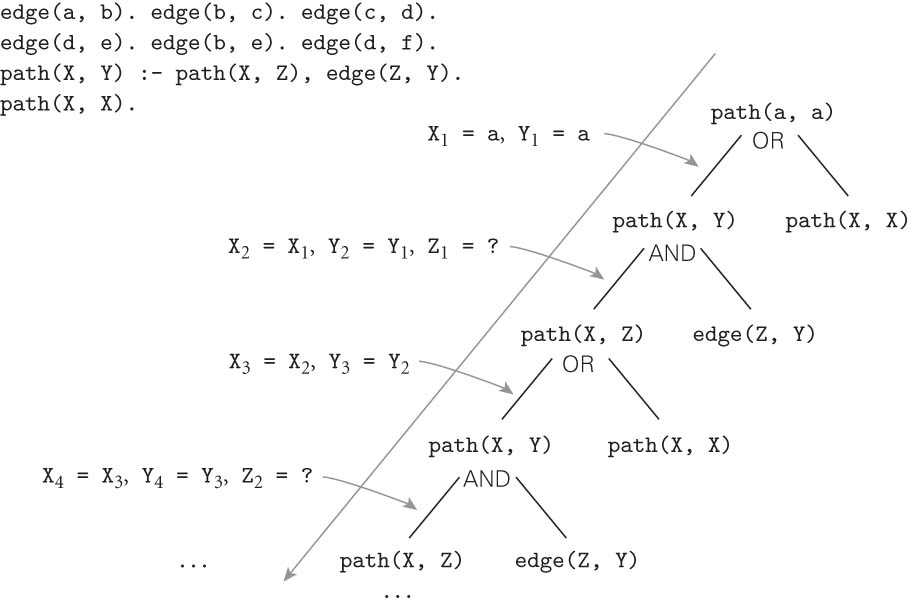 edge(a, b). edge(b, c). edge(c, d).
edge(d, e). edge(b, e). edge(d, f).
path(X, Y) :- path(X, Z), edge(Z, Y).
path(X, X).
path(a, a)
X₁ = a, Y₁ = a
OR
path(X, Y)
path(X, X)
X₂ = X₁, Y₂ = Y₁, Z₁ = ?
AND
path(X, Z)
edge(Z, Y)
X₃ = X₂, Y₃ = Y₂
OR
path(X, Y)
path(X, X)
X₄ = X₃, Y₄ = Y₃, Z₂ = ?
AND
...
path(X, Z)
edge(Z, Y)
...